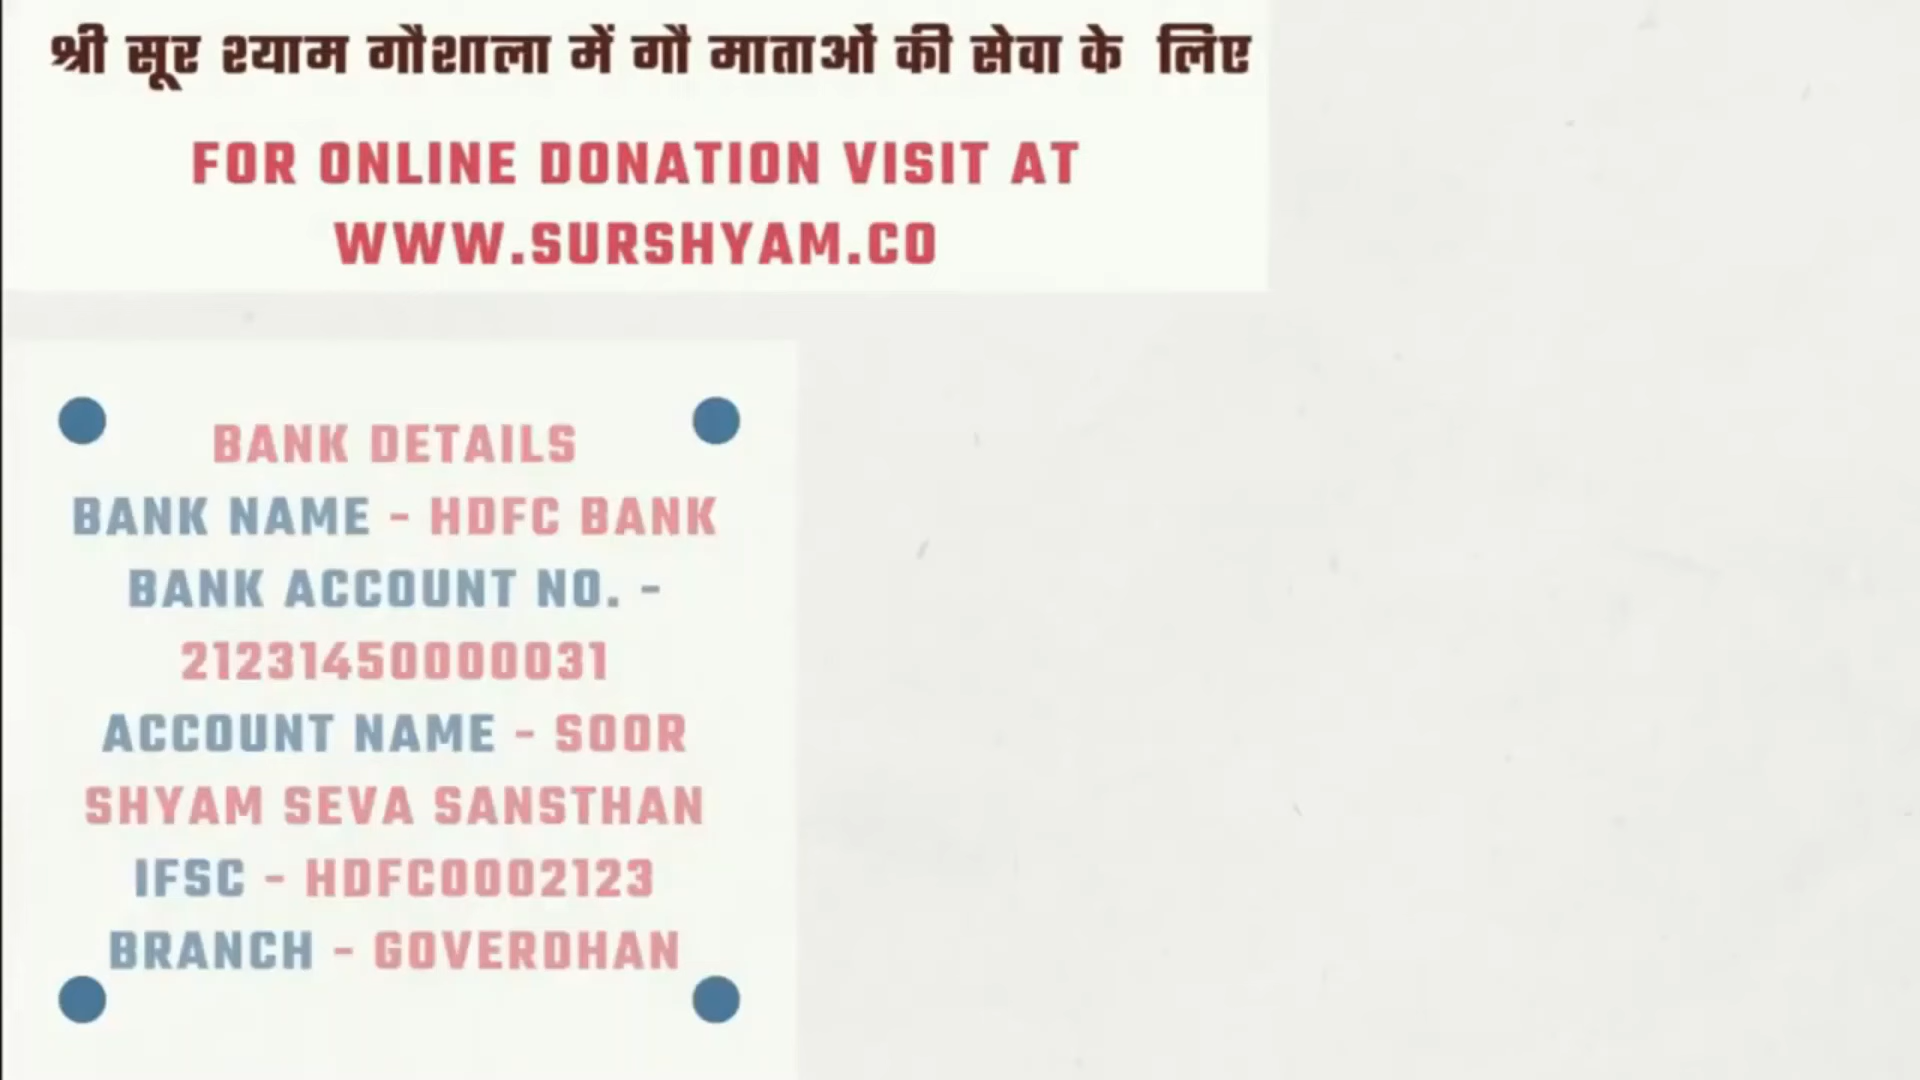 श्री सूर श्याम गौशाला में गौ माताओं की सेवा के लिए
FOR ONLINE DONATION VISIT AT
WWW.SURSHYAM.CO
BANK DETAILS
BANK NAME - HDFC BANK
BANK ACCOUNT NO. -
21231450000031
ACCOUNT NAME - SOOR
SHYAM SEVA SANSTHAN
IFSC - HDFC0002123
BRANCH - GOVERDHAN